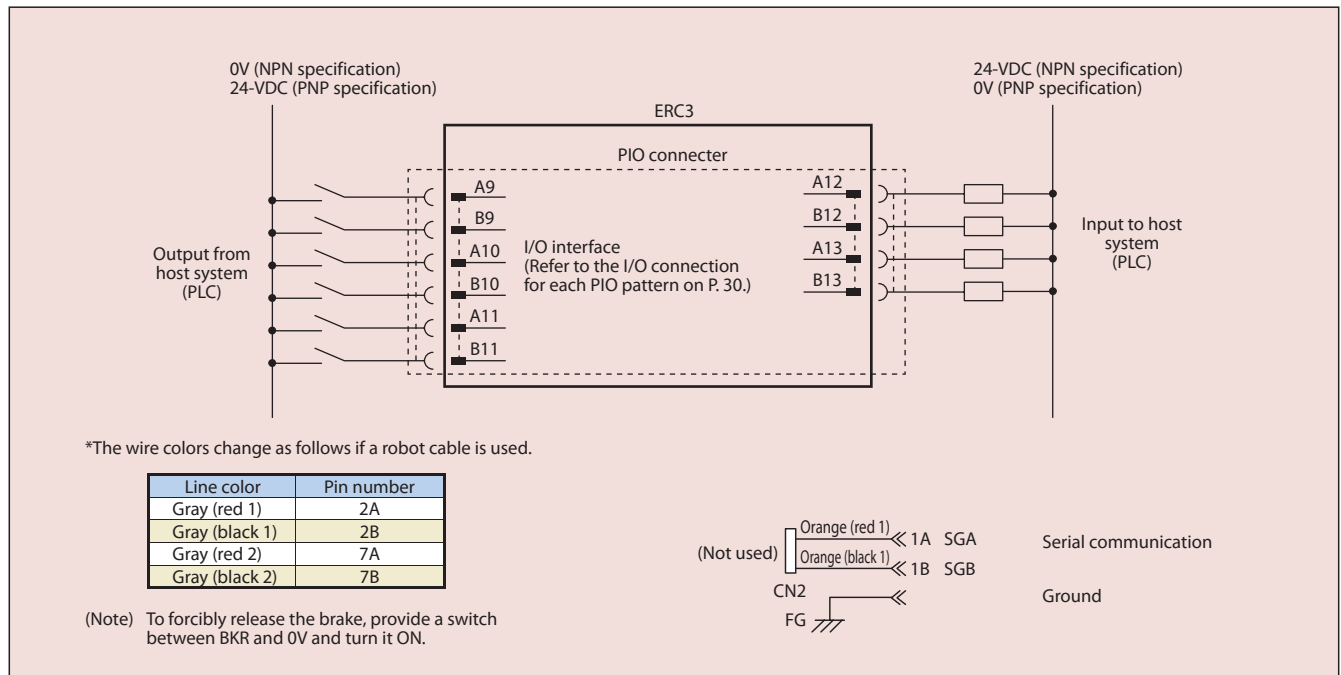 0V (NPN specification)
24-VDC (PNP specification)
24-VDC (NPN specification)
0V (PNP specification)
ERC3
PIO connecter
A9
B9
A10
B10
A11
B11
I/O interface
(Refer to the I/O connection
for each PIO pattern on P. 30.)
A12
B12
A13
B13
Output from
host system
(PLC)
Input to host
system
(PLC)
*The wire colors change as follows if a robot cable is used.
Line color Pin number
Gray (red 1) 2A
Gray (black 1) 2B
Gray (red 2) 7A
Gray (black 2) 7B
(Note) To forcibly release the brake, provide a switch
between BKR and 0V and turn it ON.
(Not used)
Orange (red 1) 1A SGA Serial communication
Orange (black 1) 1B SGB
CN2
Ground
FG